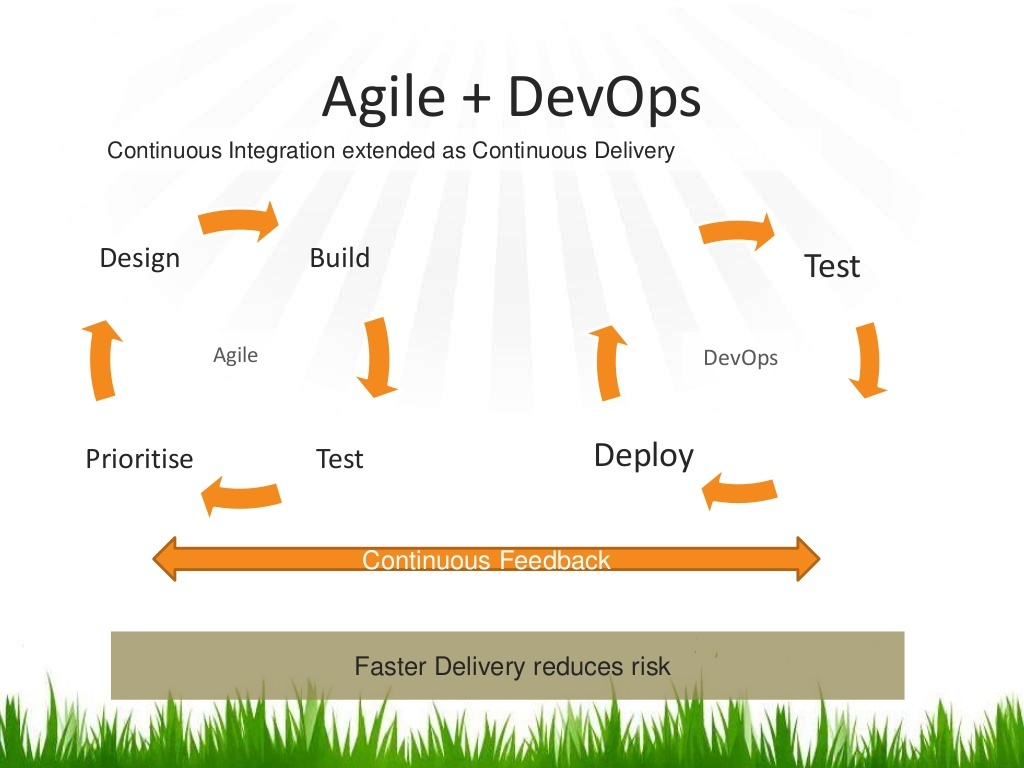 Agile + DevOps
Continuous Integration extended as Continuous Delivery
Design
Build
Agile
Prioritise
Test
Test
DevOps
Deploy
Continuous Feedback
Faster Delivery reduces risk